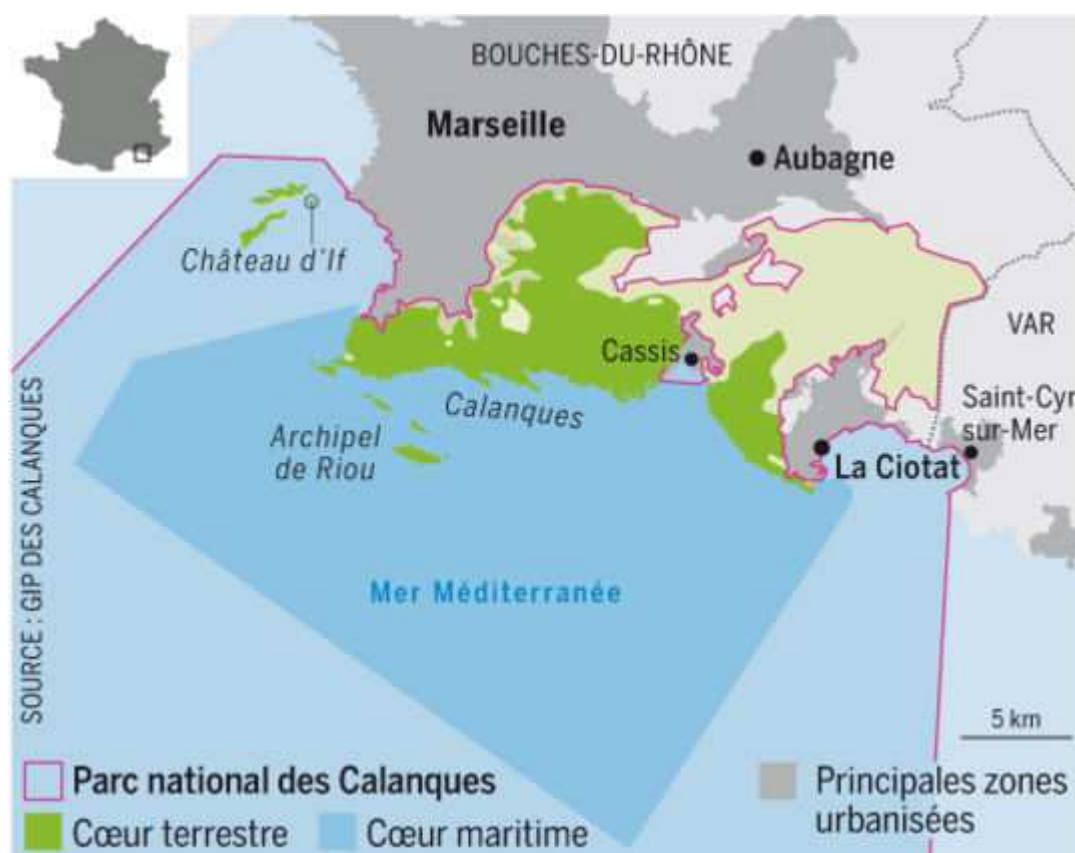 BOUCHES-DU-RHÔNE
Marseille
Aubagne
Château d'If
VAR
Cassis
Calanques
Saint-Cyr
sur-Mer
Archipel
de Riou
La Ciotat
Mer Méditerranée
SOURCE : GIP DES CALANQUES
5 km
Parc national des Calanques
Cœur terrestre
Cœur maritime
Principales zones
urbanisées